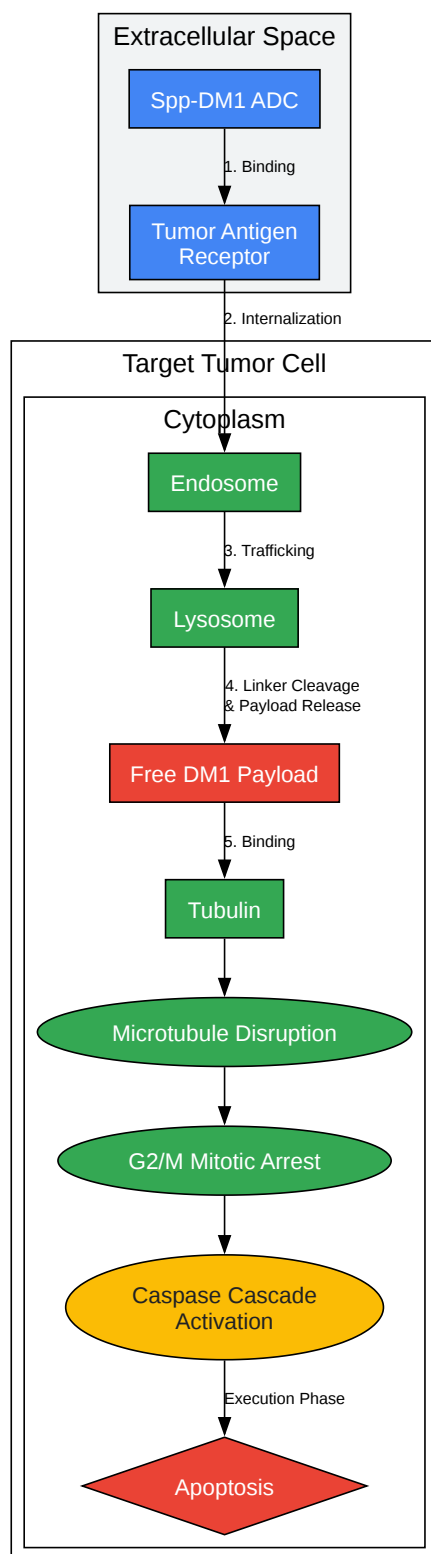 Extracellular Space
Spp-DM1 ADC
1. Binding
Tumor Antigen
Receptor
2. Internalization
Target Tumor Cell
Cytoplasm
Endosome
3. Trafficking
Lysosome
4. Linker Cleavage
& Payload Release
Free DM1 Payload
5. Binding
Tubulin
Microtubule Disruption
G2/M Mitotic Arrest
Caspase Cascade
Activation
Execution Phase
Apoptosis